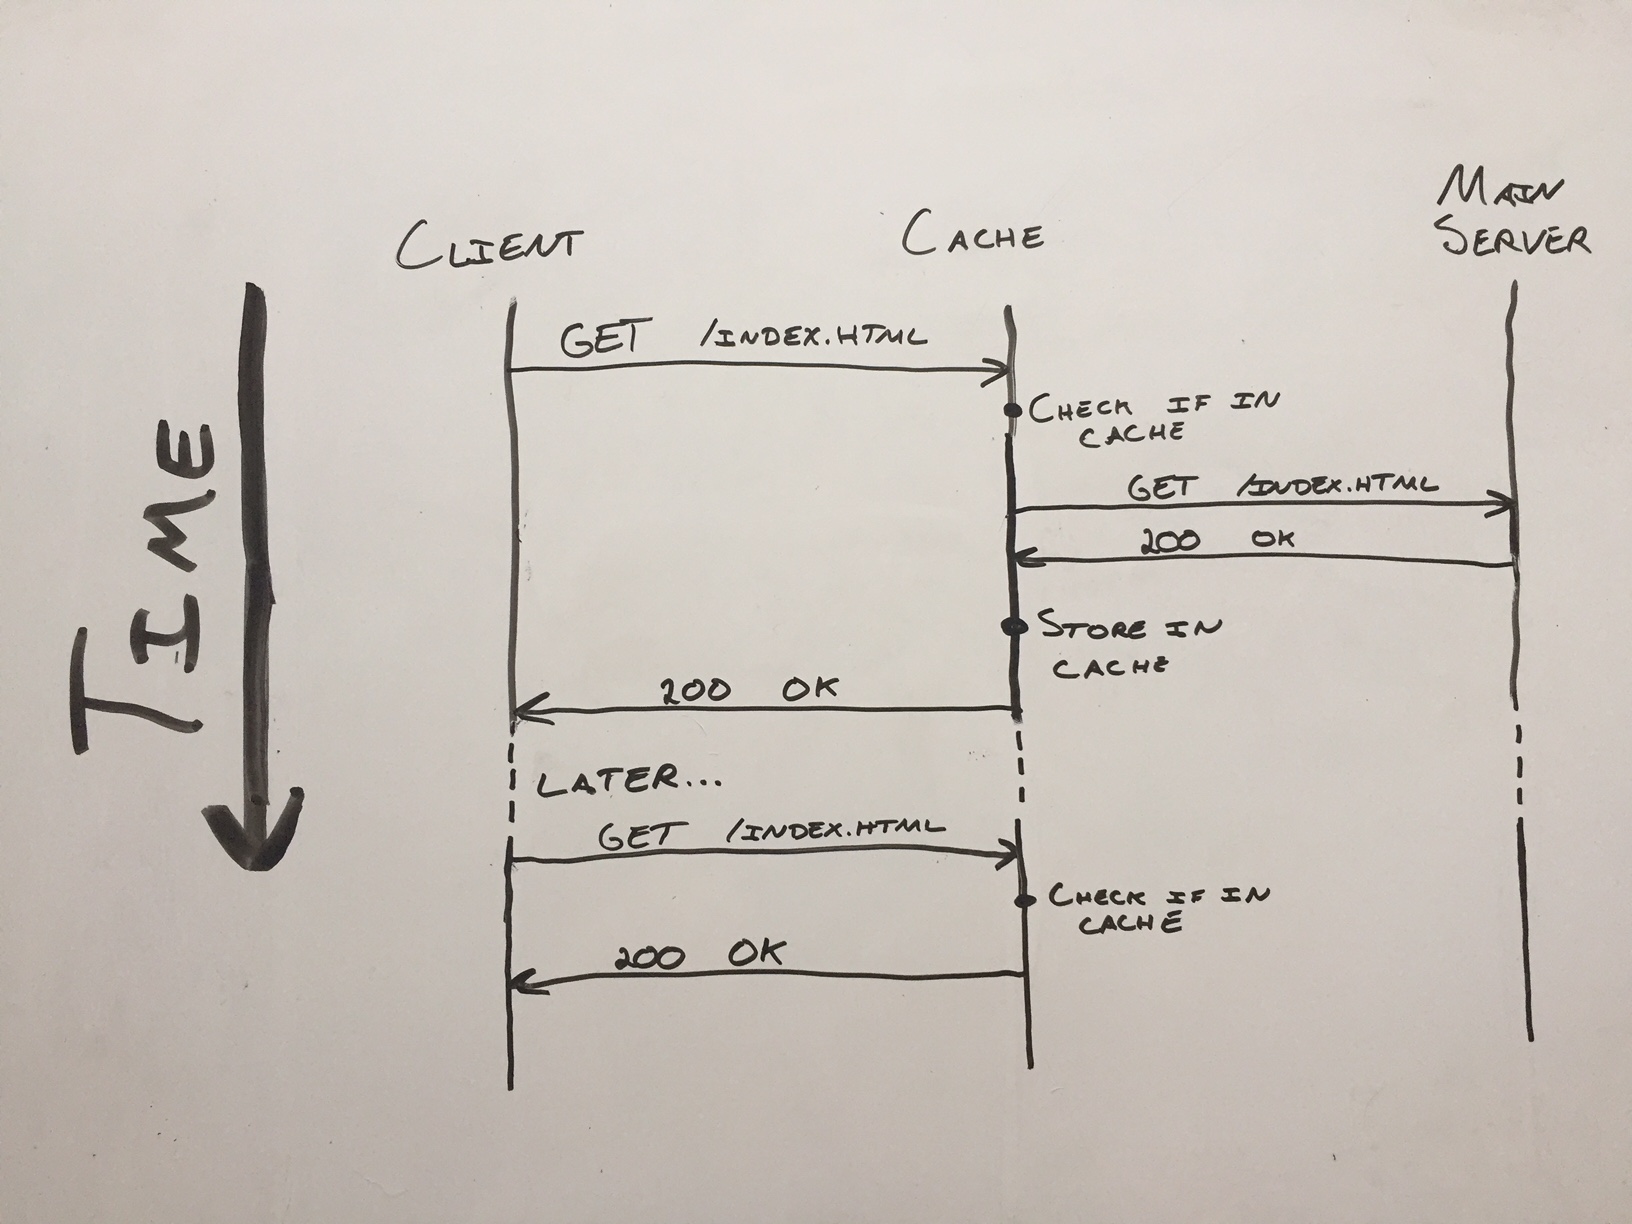 MAIN
SERVER
CLIENT
CACHE
GET /INDEX.HTML
CHECK IF IN
CACHE
GET /INDEX.HTML
200 OK
STORE IN
CACHE
200 OK
LATER...
GET /INDEX.HTML
CHECK IF IN
CACHE
200 OK
TIME